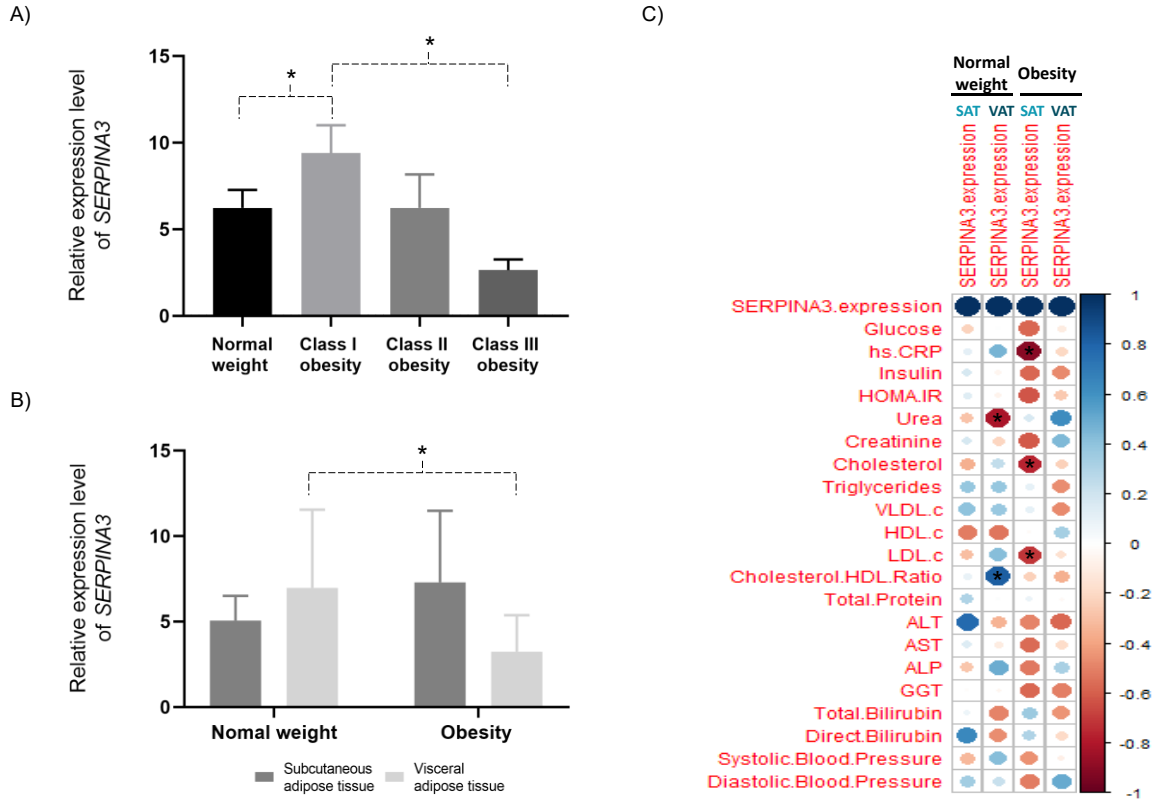 A)
Relative expression level
of SERPINA3
15
10
5
0
*
*
Normal
weight
Class I
obesity
Class II
obesity
Class III
obesity
B)
Relative expression level
of SERPINA3
15
10
5
0
*
Nomal weight
Obesity
Subcutaneous
adipose tissue
Visceral
adipose tissue
C)
Normal
weight
Obesity
SAT VAT SAT VAT
SERPINA3.expression
SERPINA3.expression
SERPINA3.expression
SERPINA3.expression
SERPINA3.expression
Glucose
hs.CRP *
Insulin
HOMA.IR
Urea *
Creatinine
Cholesterol *
Triglycerides
VLDL.c
HDL.c
LDL.c *
Cholesterol.HDL.Ratio *
Total.Protein
ALT
AST
ALP
GGT
Total.Bilirubin
Direct.Bilirubin
Systolic.Blood.Pressure
Diastolic.Blood.Pressure
1
0.8
0.6
0.4
0.2
0
-0.2
-0.4
-0.6
-0.8
-1